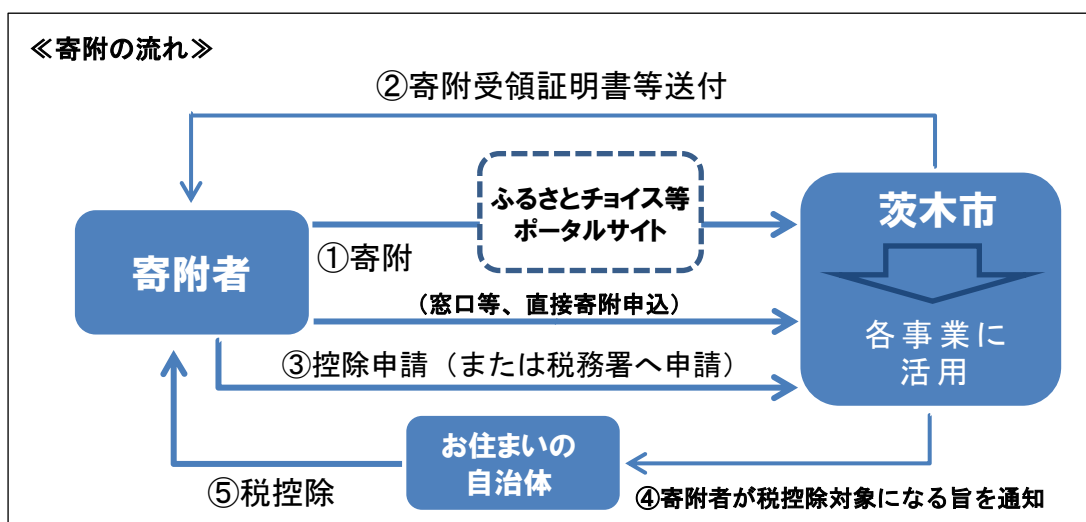 ≪寄附の流れ≫
②寄附受領証明書等送付
ふるさとチョイス等
ポータルサイト
茨木市
寄附者
①寄附
(窓口等、直接寄附申込)
各事業に
活用
③控除申請（または税務署へ申請）
お住まいの
自治体
⑤税控除
④寄附者が税控除対象になる旨を通知